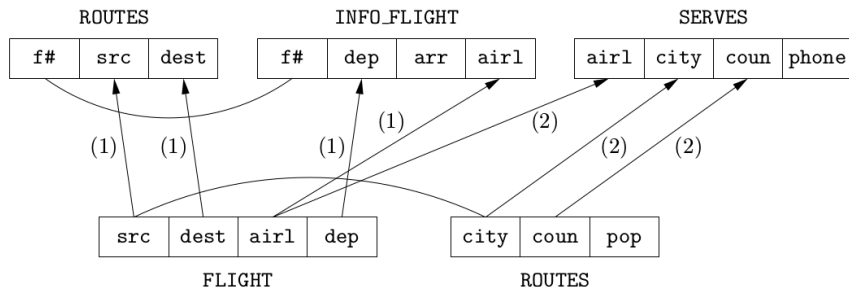 ROUTES INFO_FLIGHT SERVES
f# src dest f# dep arr airl airl city coun phone
(1) (2)
(1) (1) (1) (2) (2)
src dest airl dep city coun pop
FLIGHT ROUTES